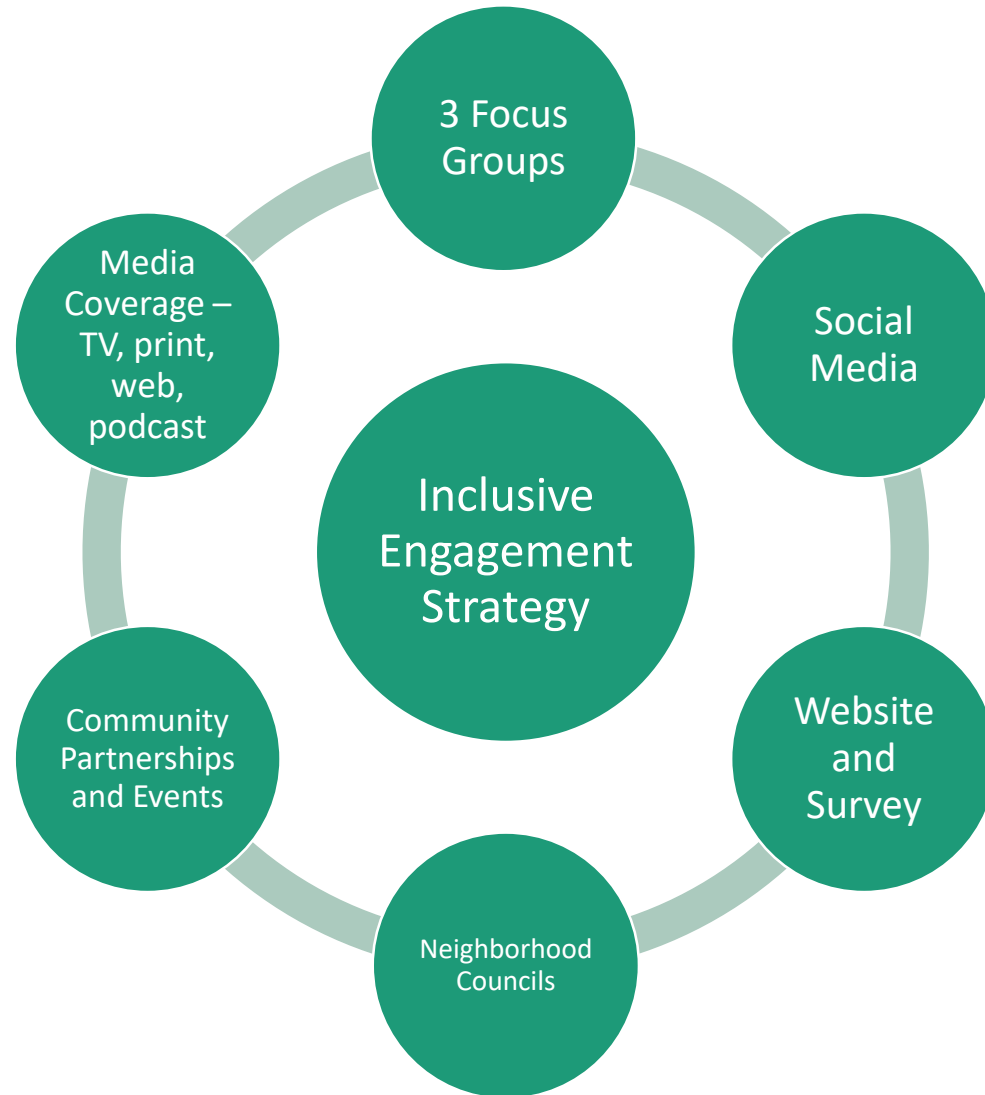 3 Focus
Groups
Social
Media
Website
and
Survey
Neighborhood
Councils
Community
Partnerships
and Events
Media
Coverage –
TV, print,
web,
podcast
Inclusive
Engagement
Strategy